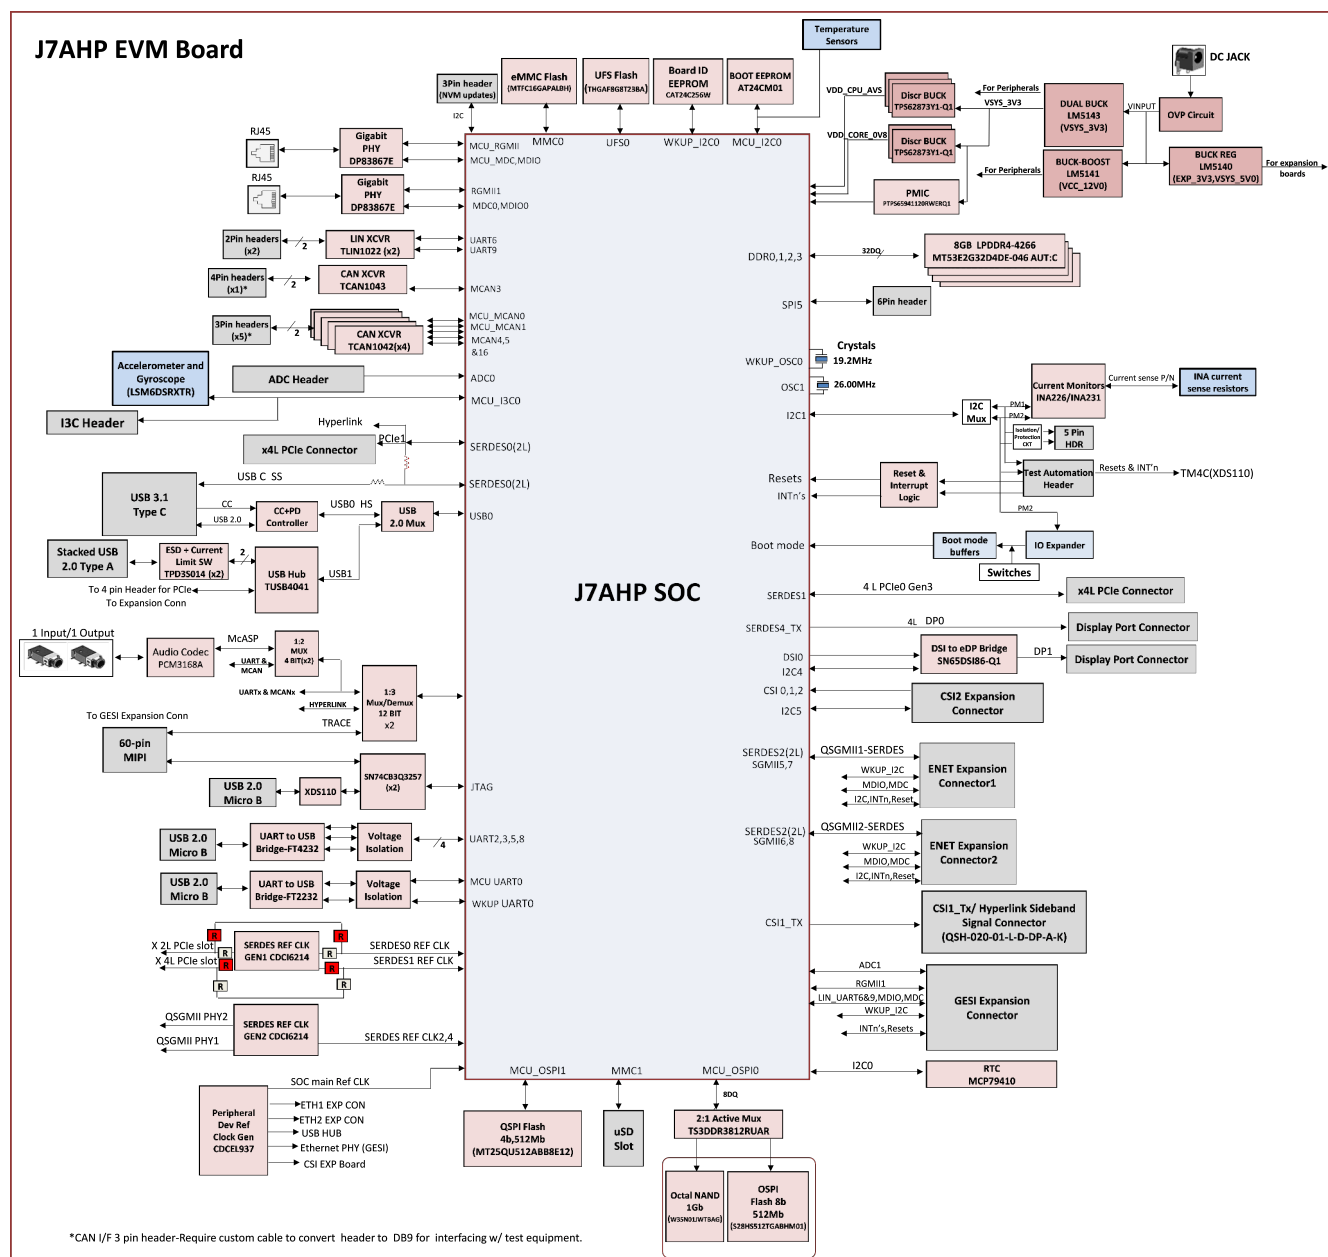 J7AHP EVM Board
Temperature
Sensors
DC JACK
3Pin header
(NVM updates)
I2C
eMMC Flash
(MTFC16GAPALBH)
UFS Flash
(THGAF8G8T23BA)
Board ID
EEPROM
CAT24C256W
BOOT EEPROM
AT24CM01
VDD_CPU_AVS
Discr BUCK
TPS62873Y1-Q1
For Peripherals
VSYS_3V3
DUAL BUCK
LM5143
(VSYS_3V3)
VINPUT
OVP Circuit
VDD_CORE_0V8
Discr BUCK
TPS62873Y1-Q1
For Peripherals
BUCK-BOOST
LM5141
(VCC_12V0)
BUCK REG
LM5140
(EXP_3V3,VSYS_5V0)
For expansion
boards
PMIC
PTPS65941120RWERQ1
MMC0
UFS0
WKUP_I2C0
MCU_I2C0
RJ45
Gigabit
PHY
DP83867E
MCU_RGMII
MCU_MDC,MDIO
RJ45
Gigabit
PHY
DP83867E
RGMII1
MDC0,MDIO0
2Pin headers
(x2)
2
LIN XCVR
TLIN1022 (x2)
UART6
UART9
4Pin headers
(x1)*
2
CAN XCVR
TCAN1043
MCAN3
3Pin headers
(x5)*
2
CAN XCVR
TCAN1042(x4)
MCU_MCAN0
MCU_MCAN1
MCAN4,5
&16
Accelerometer and
Gyroscope
(LSM6DSRXTR)
ADC Header
ADC0
MCU_I3C0
I3C Header
Hyperlink
x4L PCIe Connector
PCIe1
SERDES0(2L)
USB C  SS
SERDES0(2L)
USB 3.1
Type C
CC
USB 2.0
CC+PD
Controller
USB0  HS
USB
2.0 Mux
USB0
Stacked USB
2.0 Type A
ESD + Current
Limit SW
TPD3S014 (x2)
2
USB Hub
TUSB4041
USB1
To 4 pin Header for PCIe
To Expansion Conn
J7AHP SOC
1 Input/1 Output
Audio Codec
PCM3168A
McASP
UART &
MCAN
1:2
MUX
4 BIT(x2)
UARTx & MCANx
HYPERLINK
TRACE
1:3
Mux/Demux
12 BIT
x2
To GESI Expansion Conn
60-pin
MIPI
SN74CB3Q3257
(x2)
USB 2.0
Micro B
XDS110
JTAG
USB 2.0
Micro B
UART to USB
Bridge-FT4232
Voltage
Isolation
4
UART2,3,5,8
USB 2.0
Micro B
UART to USB
Bridge-FT2232
Voltage
Isolation
MCU UART0
WKUP UART0
R
R
X 2L PCIe slot
R
SERDES REF CLK
GEN1 CDCI6214
R
SERDES0 REF CLK
X 4L PCIe slot
R
R
SERDES1 REF CLK
R
R
QSGMII PHY2
QSGMII PHY1
SERDES REF CLK
GEN2 CDCI6214
SERDES REF CLK2,4
SOC main Ref CLK
Peripheral
Dev Ref
Clock Gen
CDCEL937
ETH1 EXP CON
ETH2 EXP CON
USB HUB
Ethernet PHY (GESI)
CSI EXP Board
DDR0,1,2,3
32DQ
8GB  LPDDR4-4266
MT53E2G32D4DE-046 AUT:C
SPI5
6Pin header
WKUP_OSC0
Crystals
19.2MHz
OSC1
26.00MHz
I2C1
I2C
Mux
PM1
PM2
Current Monitors
INA226/INA231
Current sense P/N
INA current
sense resistors
Isolation/
Protection
CKT
5 Pin
HDR
Resets
INTn's
Reset &
Interrupt
Logic
Test Automation
Header
Resets & INT'n
TM4C(XDS110)
PM2
Boot mode
Boot mode
buffers
IO Expander
Switches
SERDES1
4 L PCIe0 Gen3
x4L PCIe Connector
SERDES4_TX
4L
DP0
Display Port Connector
DSI0
I2C4
DSI to eDP Bridge
SN65DSI86-Q1
DP1
Display Port Connector
CSI 0,1,2
I2C5
CSI2 Expansion
Connector
SERDES2(2L)
SGMII5,7
QSGMII1-SERDES
WKUP_I2C
MDIO,MDC
I2C,INTn,Reset
ENET Expansion
Connector1
SERDES2(2L)
SGMII6,8
QSGMII2-SERDES
WKUP_I2C
MDIO,MDC
I2C,INTn,Reset
ENET Expansion
Connector2
CSI1_TX
CSI1_Tx/ Hyperlink Sideband
Signal Connector
(QSH-020-01-L-D-DP-A-K)
ADC1
RGMII1
LIN_UART6&9,MDIO,MDC
WKUP_I2C
INTn's,Resets
GESI Expansion
Connector
I2C0
RTC
MCP79410
MCU_OSPI1
MMC1
MCU_OSPI0
8DQ
QSPI Flash
4b,512Mb
(MT25QU512ABB8E12)
uSD
Slot
2:1 Active Mux
TS3DDR3812RUAR
Octal NAND
1Gb
(W35N01JWTBAG)
OSPI
Flash 8b
512Mb
(S28HS512TGABHM01)
*CAN I/F 3 pin header-Require custom cable to convert  header to  DB9 for  interfacing w/ test equipment.